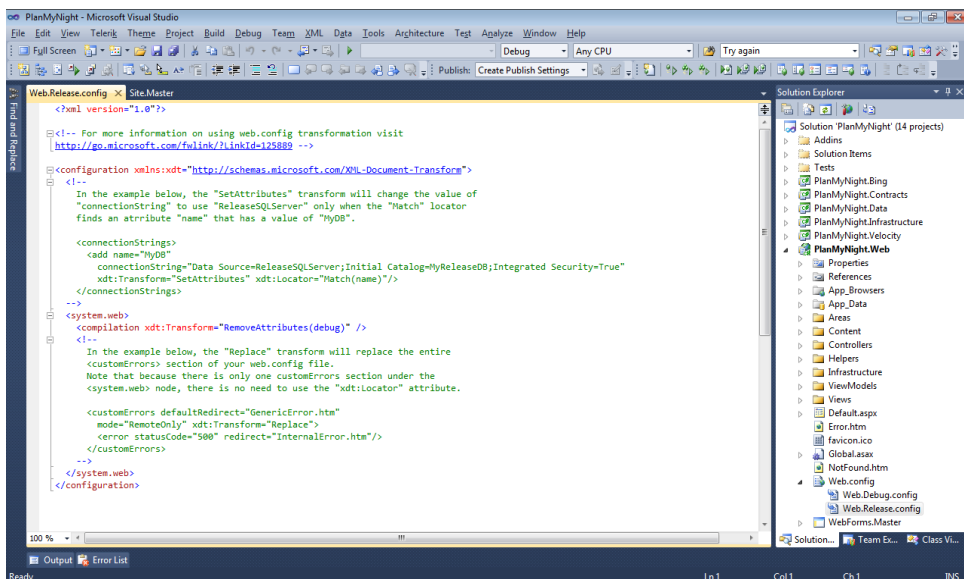 PlanMyNight - Microsoft Visual Studio
File Edit View Telerik Theme Project Build Debug Team XML Data Tools Architecture Test Analyze Window Help
Full Screen Debug Any CPU Try again
Publish: Create Publish Settings
Find and Replace
Web.Release.config Site.Master
<?xml version="1.0"?>
<!-- For more information on using web.config transformation visit
http://go.microsoft.com/fwlink/?LinkId=125889 -->
<configuration xmlns:xdt="http://schemas.microsoft.com/XML-Document-Transform">
<!--
In the example below, the "SetAttributes" transform will change the value of
"connectionString" to use "ReleaseSQLServer" only when the "Match" locator
finds an atrribute "name" that has a value of "MyDB".
<connectionStrings>
<add name="MyDB"
connectionString="Data Source=ReleaseSQLServer;Initial Catalog=MyReleaseDB;Integrated Security=True"
xdt:Transform="SetAttributes" xdt:Locator="Match(name)"/>
</connectionStrings>
-->
<system.web>
<compilation xdt:Transform="RemoveAttributes(debug)" />
<!--
In the example below, the "Replace" transform will replace the entire
<customErrors> section of your web.config file.
Note that because there is only one customErrors section under the
<system.web> node, there is no need to use the "xdt:Locator" attribute.
<customErrors defaultRedirect="GenericError.htm"
mode="RemoteOnly" xdt:Transform="Replace">
<error statusCode="500" redirect="InternalError.htm"/>
</customErrors>
-->
</system.web>
</configuration>
100 %
Solution Explorer
Solution 'PlanMyNight' (14 projects)
Addins
Solution Items
Tests
PlanMyNight.Bing
PlanMyNight.Contracts
PlanMyNight.Data
PlanMyNight.Infrastructure
PlanMyNight.Velocity
PlanMyNight.Web
Properties
References
App_Browsers
App_Data
Areas
Content
Controllers
Helpers
Infrastructure
ViewModels
Views
Default.aspx
Error.htm
favicon.ico
Global.asax
NotFound.htm
Web.config
Web.Debug.config
Web.Release.config
WebForms.Master
Solution... Team Ex... Class Vi...
Output Error List
Ready Ln 1 Col 1 Ch 1 INS